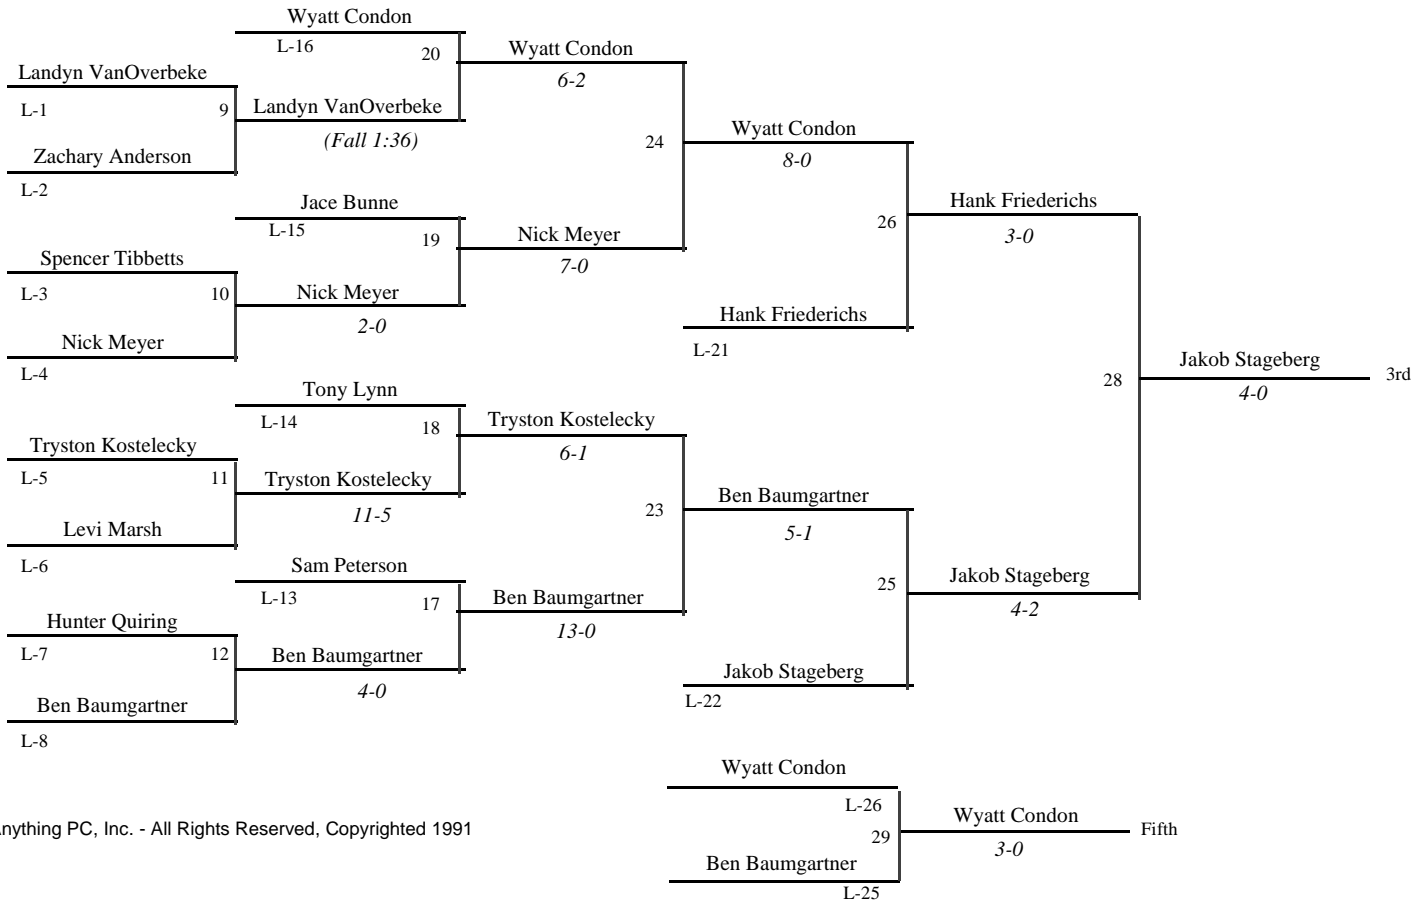 Wyatt Condon
L-16
20
Wyatt Condon
6-2
Landyn VanOverbeke
L-1
9
Landyn VanOverbeke
(Fall 1:36)
24
Wyatt Condon
8-0
Zachary Anderson
L-2
Jace Bunne
L-15
19
Nick Meyer
7-0
26
Hank Friederichs
3-0
Spencer Tibbetts
L-3
10
Nick Meyer
2-0
Hank Friederichs
L-21
Nick Meyer
L-4
28
Jakob Stageberg
4-0
3rd
Tony Lynn
L-14
18
Tryston Kostelecky
6-1
Tryston Kostelecky
L-5
11
Tryston Kostelecky
11-5
23
Ben Baumgartner
5-1
Levi Marsh
L-6
Sam Peterson
L-13
17
Ben Baumgartner
13-0
25
Jakob Stageberg
4-2
Hunter Quiring
L-7
12
Ben Baumgartner
4-0
Jakob Stageberg
L-22
Ben Baumgartner
L-8
Wyatt Condon
L-26
29
Wyatt Condon
3-0
Fifth
Ben Baumgartner
L-25
nything PC, Inc. - All Rights Reserved, Copyrighted 1991